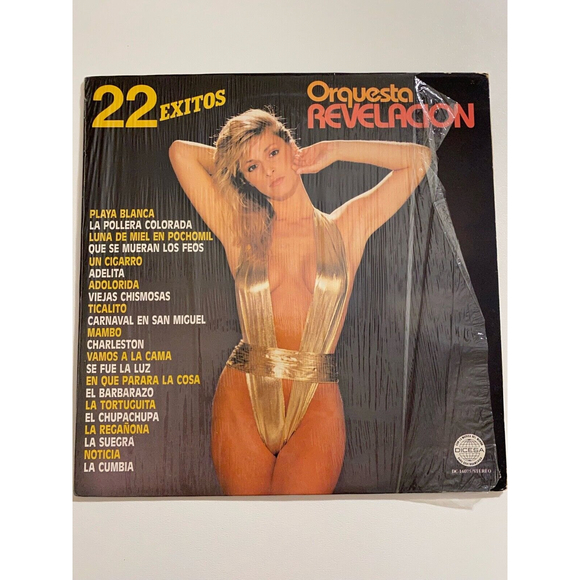 22 EXITOS
Orquesta
REVELACION
PLAYA BLANCA
LA POLLERA COLORADA
LUNA DE MIEL EN POCHOMIL
QUE SE MUERAN LOS FEOS
UN CIGARRO
ADELITA
ADOLORIDA
VIEJAS CHISMOSAS
TICALITO
CARNAVAL EN SAN MIGUEL
MAMBO
CHARLESTON
VAMOS A LA CAMA
SE FUE LA LUZ
EN QUE PARARA LA COSA
EL BARBARAZO
LA TORTUGUITA
EL CHUPACHUPA
LA REGAÑONA
LA SUEGRA
NOTICIA
LA CUMBIA
DICESA
STEREO